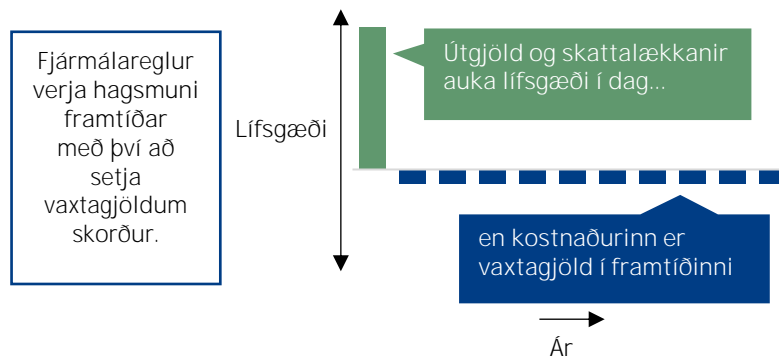 Fjármálareglur
verja hagsmuni
framtíðar
með því að
setja
vaxtagjöldum
skorður.
Lífsgæði
Útgjöld og skattalækkanir
auka lífsgæði í dag...
en kostnaðurinn er
vaxtagjöld í framtíðinni
Ár